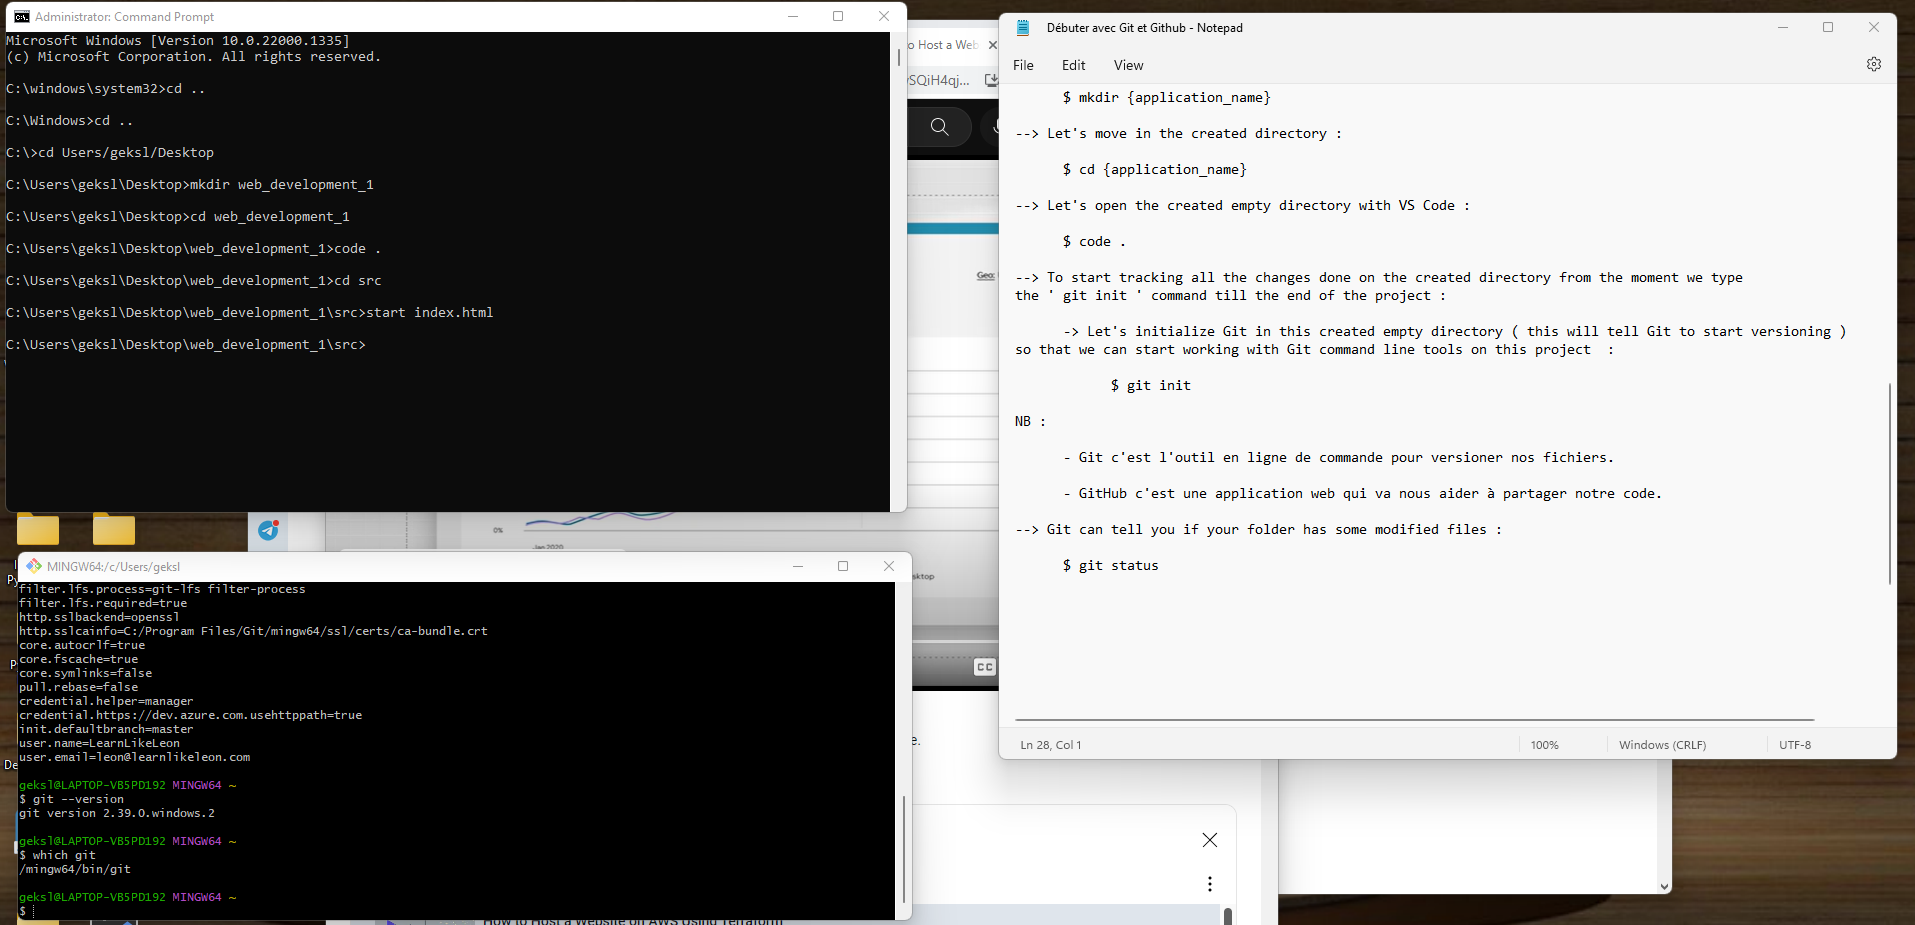 Administrator: Command Prompt
Microsoft Windows [Version 10.0.22000.1335]
(c) Microsoft Corporation. All rights reserved.
C:\windows\system32>cd ..
C:\Windows>cd ..
C:\>cd Users/geksl/Desktop
C:\Users\geksl\Desktop>mkdir web_development_1
C:\Users\geksl\Desktop>cd web_development_1
C:\Users\geksl\Desktop\web_development_1>code .
C:\Users\geksl\Desktop\web_development_1>cd src
C:\Users\geksl\Desktop\web_development_1\src>start index.html
C:\Users\geksl\Desktop\web_development_1\src>
o Host a Web
SQiH4qj...
Geo:
0%
Jan 2020
sktop
CC
e.
MINGW64:/c/Users/geksl
filter.lfs.process=git-lfs filter-process
filter.lfs.required=true
http.sslbackend=openssl
http.sslcainfo=C:/Program Files/Git/mingw64/ssl/certs/ca-bundle.crt
core.autocrlf=true
core.fscache=true
core.symlinks=false
pull.rebase=false
credential.helper=manager
credential.https://dev.azure.com.usehttppath=true
init.defaultbranch=master
user.name=LearnLikeLeon
user.email=leon@learnlikeleon.com
geksl@LAPTOP-VB5PD192 MINGW64 ~
$ git --version
git version 2.39.0.windows.2
geksl@LAPTOP-VB5PD192 MINGW64 ~
$ which git
/mingw64/bin/git
geksl@LAPTOP-VB5PD192 MINGW64 ~
$
How to Host a Website on AWS Using Terraform
Débuter avec Git et Github - Notepad
File Edit View
$ mkdir {application_name}
--> Let's move in the created directory :
$ cd {application_name}
--> Let's open the created empty directory with VS Code :
$ code .
--> To start tracking all the changes done on the created directory from the moment we type
the ' git init ' command till the end of the project :
-> Let's initialize Git in this created empty directory ( this will tell Git to start versioning )
so that we can start working with Git command line tools on this project  :
$ git init
NB :
- Git c'est l'outil en ligne de commande pour versioner nos fichiers.
- GitHub c'est une application web qui va nous aider à partager notre code.
--> Git can tell you if your folder has some modified files :
$ git status
Ln 28, Col 1
100%
Windows (CRLF)
UTF-8